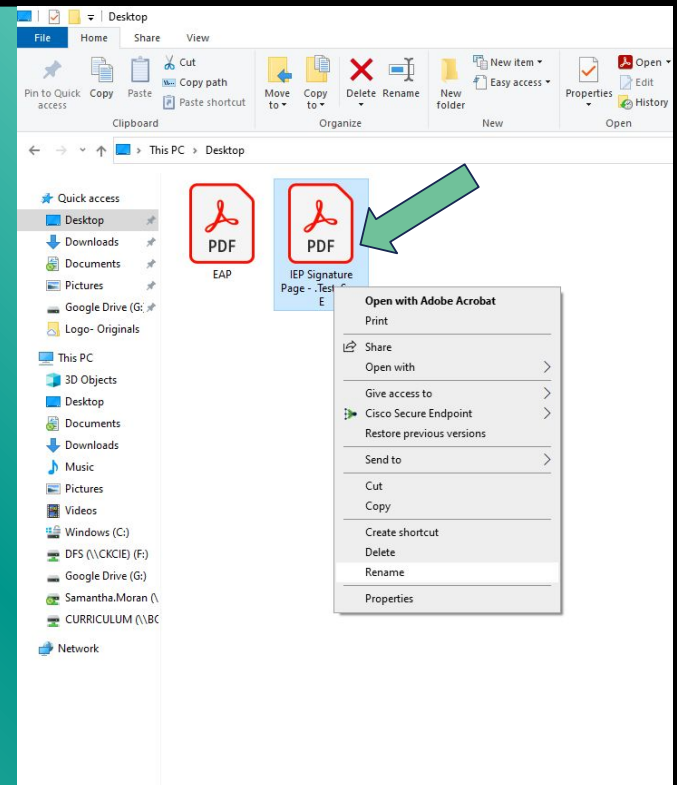 Desktop
File Home Share View
Pin to Quick access
Copy
Paste
Cut
Copy path
Paste shortcut
Clipboard
Move to
Copy to
Delete
Rename
Organize
New folder
New item
Easy access
New
Properties
Open
Edit
History
Open
This PC > Desktop
Quick access
Desktop
Downloads
Documents
Pictures
Google Drive (G:
Logo- Originals
This PC
3D Objects
Desktop
Documents
Downloads
Music
Pictures
Videos
Windows (C:)
DFS (\\CKCIE) (F:)
Google Drive (G:)
Samantha.Moran (\
CURRICULUM (\\BC
Network
PDF
EAP
PDF
IEP Signature
Page - .Test
E
Open with Adobe Acrobat
Print
Share
Open with
Give access to
Cisco Secure Endpoint
Restore previous versions
Send to
Cut
Copy
Create shortcut
Delete
Rename
Properties